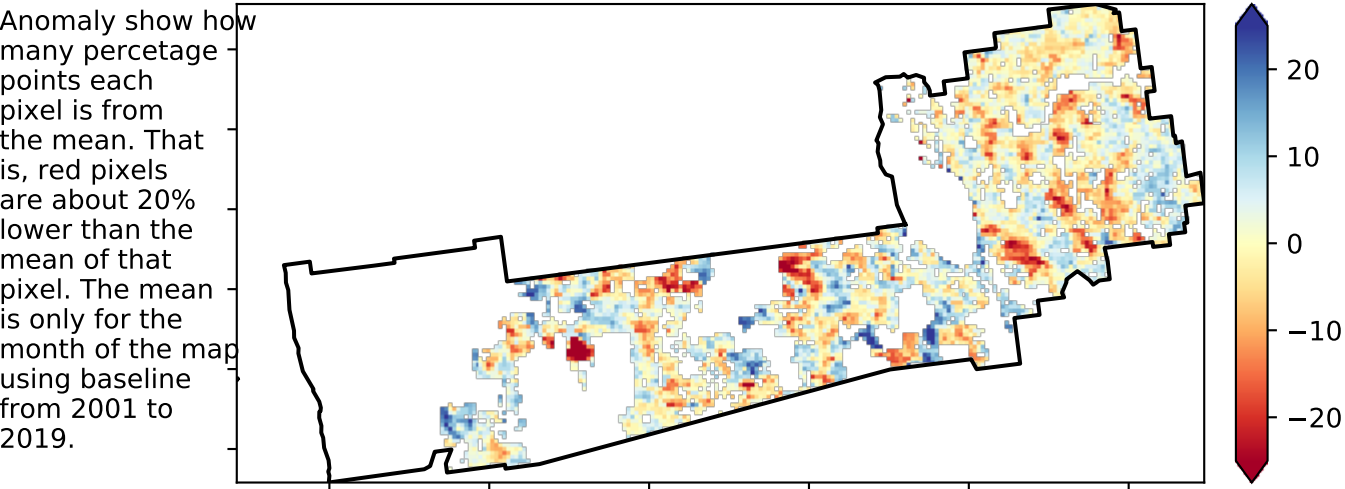 Anomaly show how
many percetage
points each
pixel is from
the mean. That
is, red pixels
are about 20%
lower than the
mean of that
pixel. The mean
is only for the
month of the map
using baseline
from 2001 to
2019.
20
10
0
−10
−20